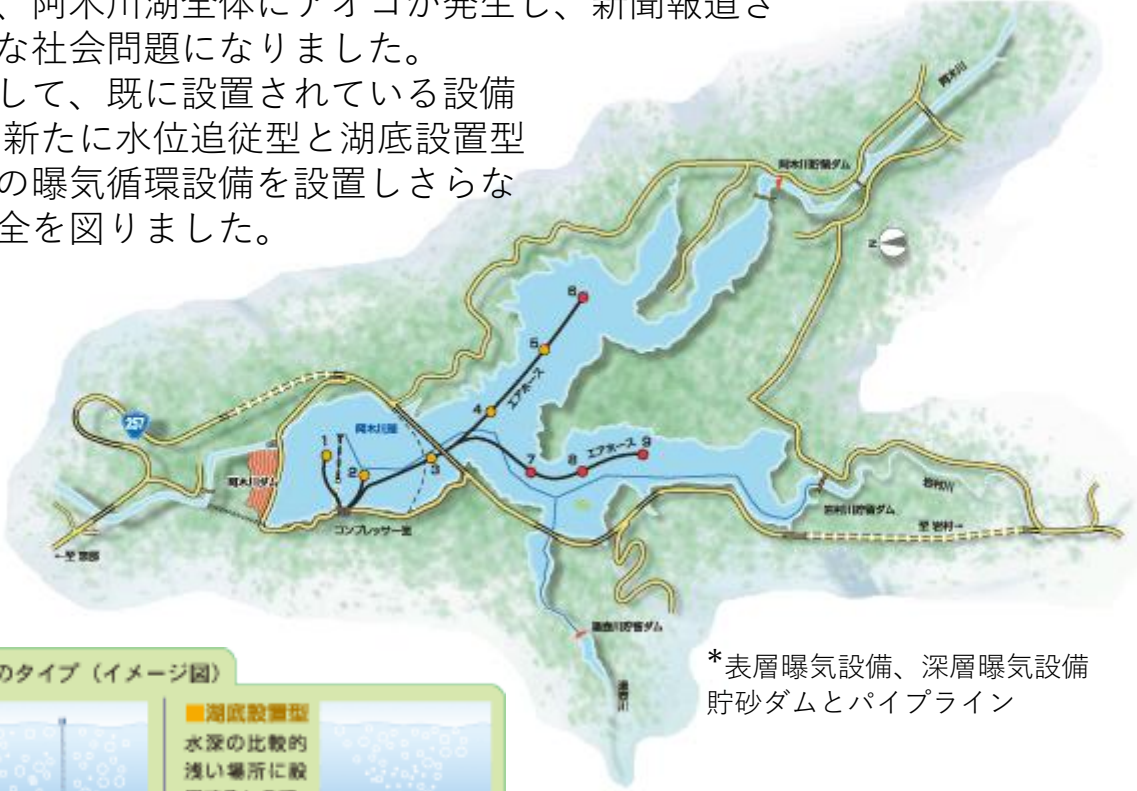 、阿木川湖全体にアオコが発生し、新聞報道さ
な社会問題になりました。
して、既に設置されている設備
新たに水位追従型と湖底設置型
の曝気循環設備を設置しさらな
全を図りました。
阿木川
阿木川貯留ダム
N
6
5
エアホース
4
257
阿木川湖
1
2
3
7
8
エアホース
9
阿木川ダム
コンプレッサー室
岩村川
岩村川貯留ダム
至 岩村→
←至 恵那
湯壺川貯留ダム
湯壺川
*表層曝気設備、深層曝気設備
貯砂ダムとパイプライン
のタイプ（イメージ図）
■湖底設置型
水深の比較的
浅い場所に設